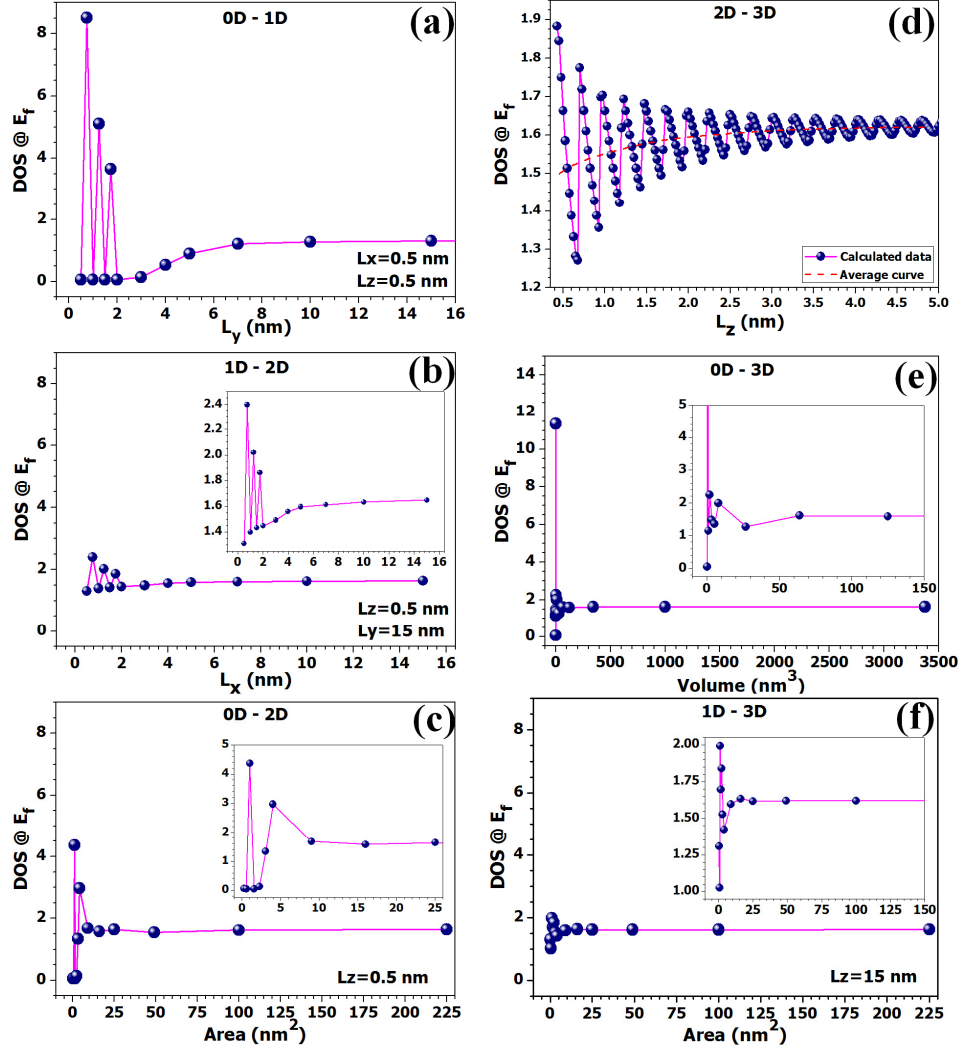 0D - 1D
(a)
DOS @ E_f
8
6
4
2
0
Lx=0.5 nm
Lz=0.5 nm
0 2 4 6 8 10 12 14 16
L_y (nm)
2D - 3D
(d)
DOS @ E_f
1.9
1.8
1.7
1.6
1.5
1.4
1.3
1.2
Calculated data
Average curve
0.5 1.0 1.5 2.0 2.5 3.0 3.5 4.0 4.5 5.0
L_z (nm)
1D - 2D
(b)
DOS @ E_f
8
6
4
2
0
2.4
2.2
2.0
1.8
1.6
1.4
0 2 4 6 8 10 12 14 16
Lz=0.5 nm
Ly=15 nm
0 2 4 6 8 10 12 14 16
L_x (nm)
0D - 3D
(e)
DOS @ E_f
14
12
10
8
6
4
2
0
5
4
3
2
1
0
0 50 100 150
0 500 1000 1500 2000 2500 3000 3500
Volume (nm³)
0D - 2D
(c)
DOS @ E_f
8
6
4
2
0
5
4
3
2
1
0
0 5 10 15 20 25
Lz=0.5 nm
0 25 50 75 100 125 150 175 200 225
Area (nm²)
1D - 3D
(f)
DOS @ E_f
8
6
4
2
0
2.00
1.75
1.50
1.25
1.00
0 25 50 75 100 125 150
Lz=15 nm
0 25 50 75 100 125 150 175 200 225
Area (nm²)